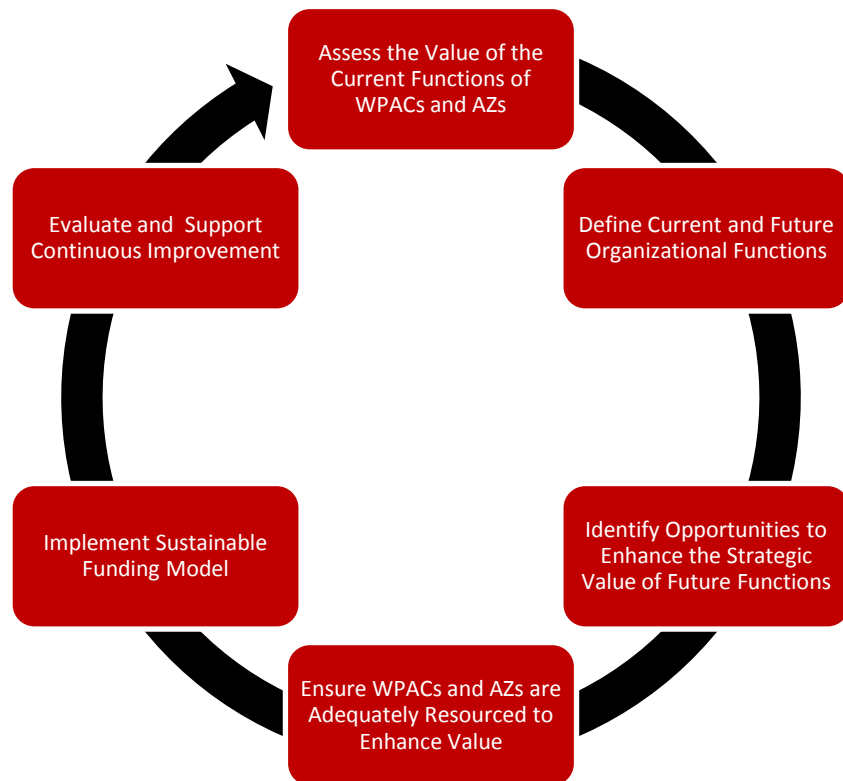 Assess the Value of the
Current Functions of
WPACs and AZs
Define Current and Future
Organizational Functions
Identify Opportunities to
Enhance the Strategic
Value of Future Functions
Ensure WPACs and AZs are
Adequately Resourced to
Enhance Value
Implement Sustainable
Funding Model
Evaluate and  Support
Continuous Improvement